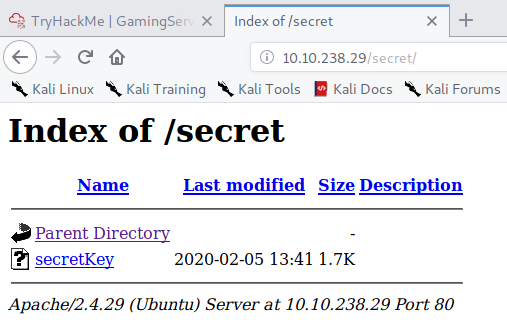 TryHackMe | GamingServ
Index of /secret
10.10.238.29/secret/
Kali Linux Kali Training Kali Tools Kali Docs Kali Forums
Index of /secret
Name Last modified Size Description
Parent Directory -
secretKey 2020-02-05 13:41 1.7K
Apache/2.4.29 (Ubuntu) Server at 10.10.238.29 Port 80